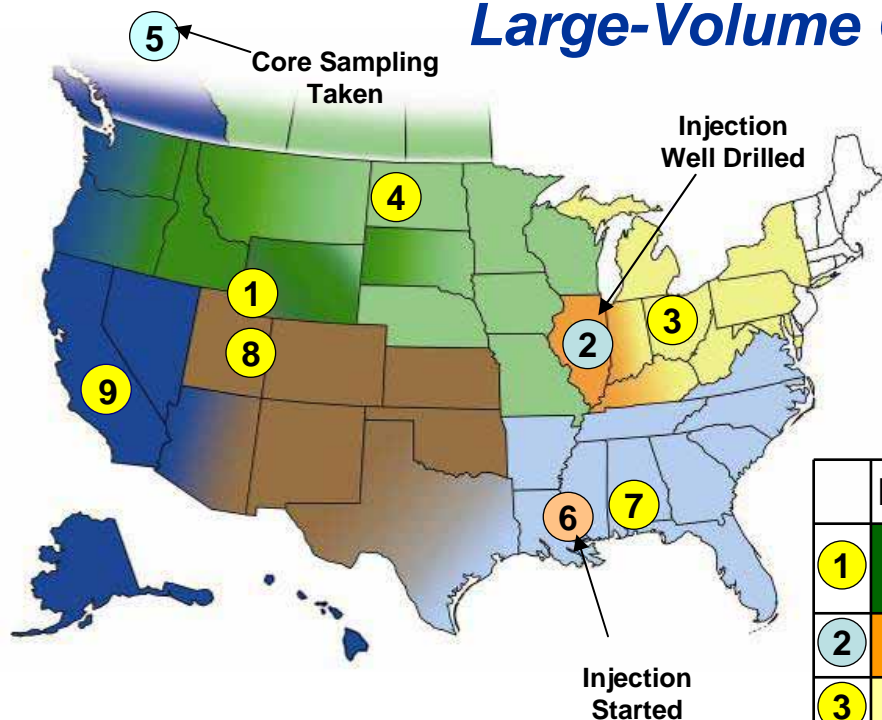 Large-Volume
5
Core Sampling
Taken
Injection
Well Drilled
4
1
3
2
8
9
7
6
1
2
Injection
Started
3